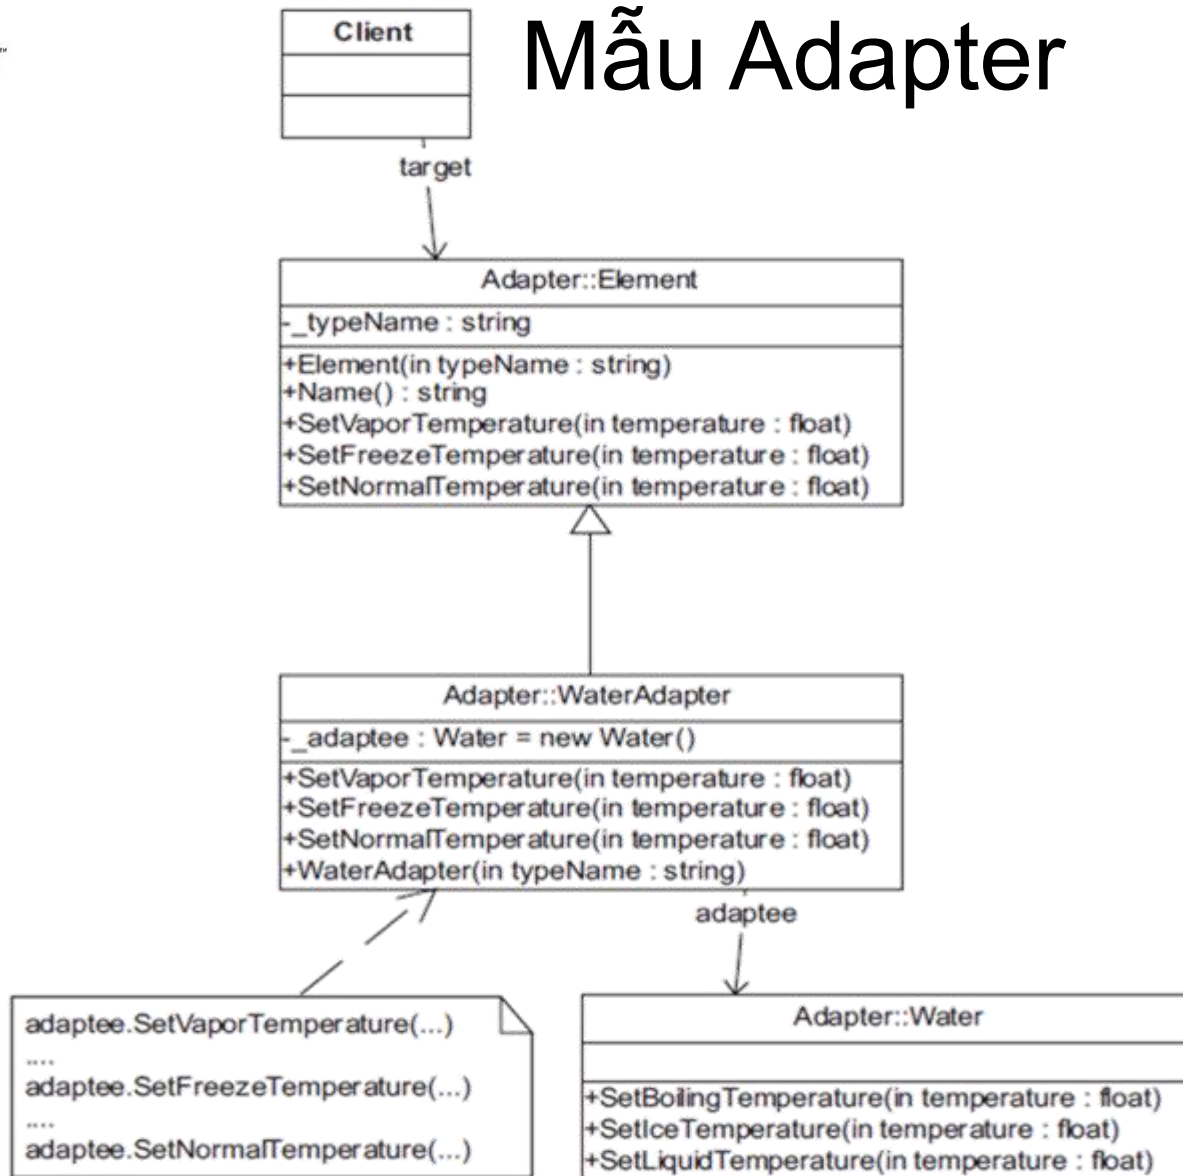 Client
Mẫu Adapter
target
Adapter::Element
-_typeName : string
+Element(in typeName : string)
+Name() : string
+SetVaporTemperature(in temperature : float)
+SetFreezeTemperature(in temperature : float)
+SetNormalTemperature(in temperature : float)
Adapter::WaterAdapter
-_adaptee : Water = new Water()
+SetVaporTemperature(in temperature : float)
+SetFreezeTemperature(in temperature : float)
+SetNormalTemperature(in temperature : float)
+WaterAdapter(in typeName : string)
adaptee
adaptee.SetVaporTemperature(...)
....
adaptee.SetFreezeTemperature(...)
....
adaptee.SetNormalTemperature(...)
Adapter::Water
+SetBoilingTemperature(in temperature : float)
+SetIceTemperature(in temperature : float)
+SetLiquidTemperature(in temperature : float)